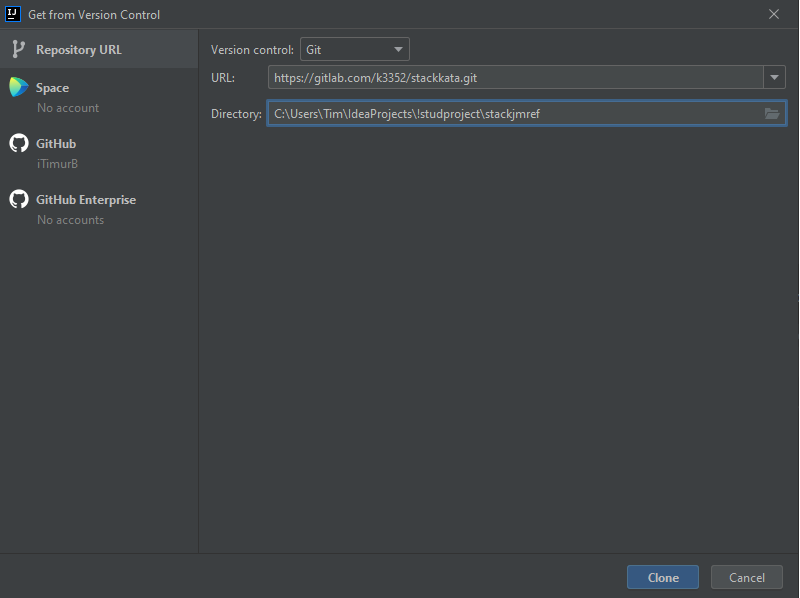 IJ
Get from Version Control
Repository URL
Space
No account
GitHub
iTimurB
GitHub Enterprise
No accounts
Version control: Git
URL: https://gitlab.com/k3352/stackkata.git
Directory: C:\Users\Tim\IdeaProjects\!studproject\stackjmref
Clone Cancel